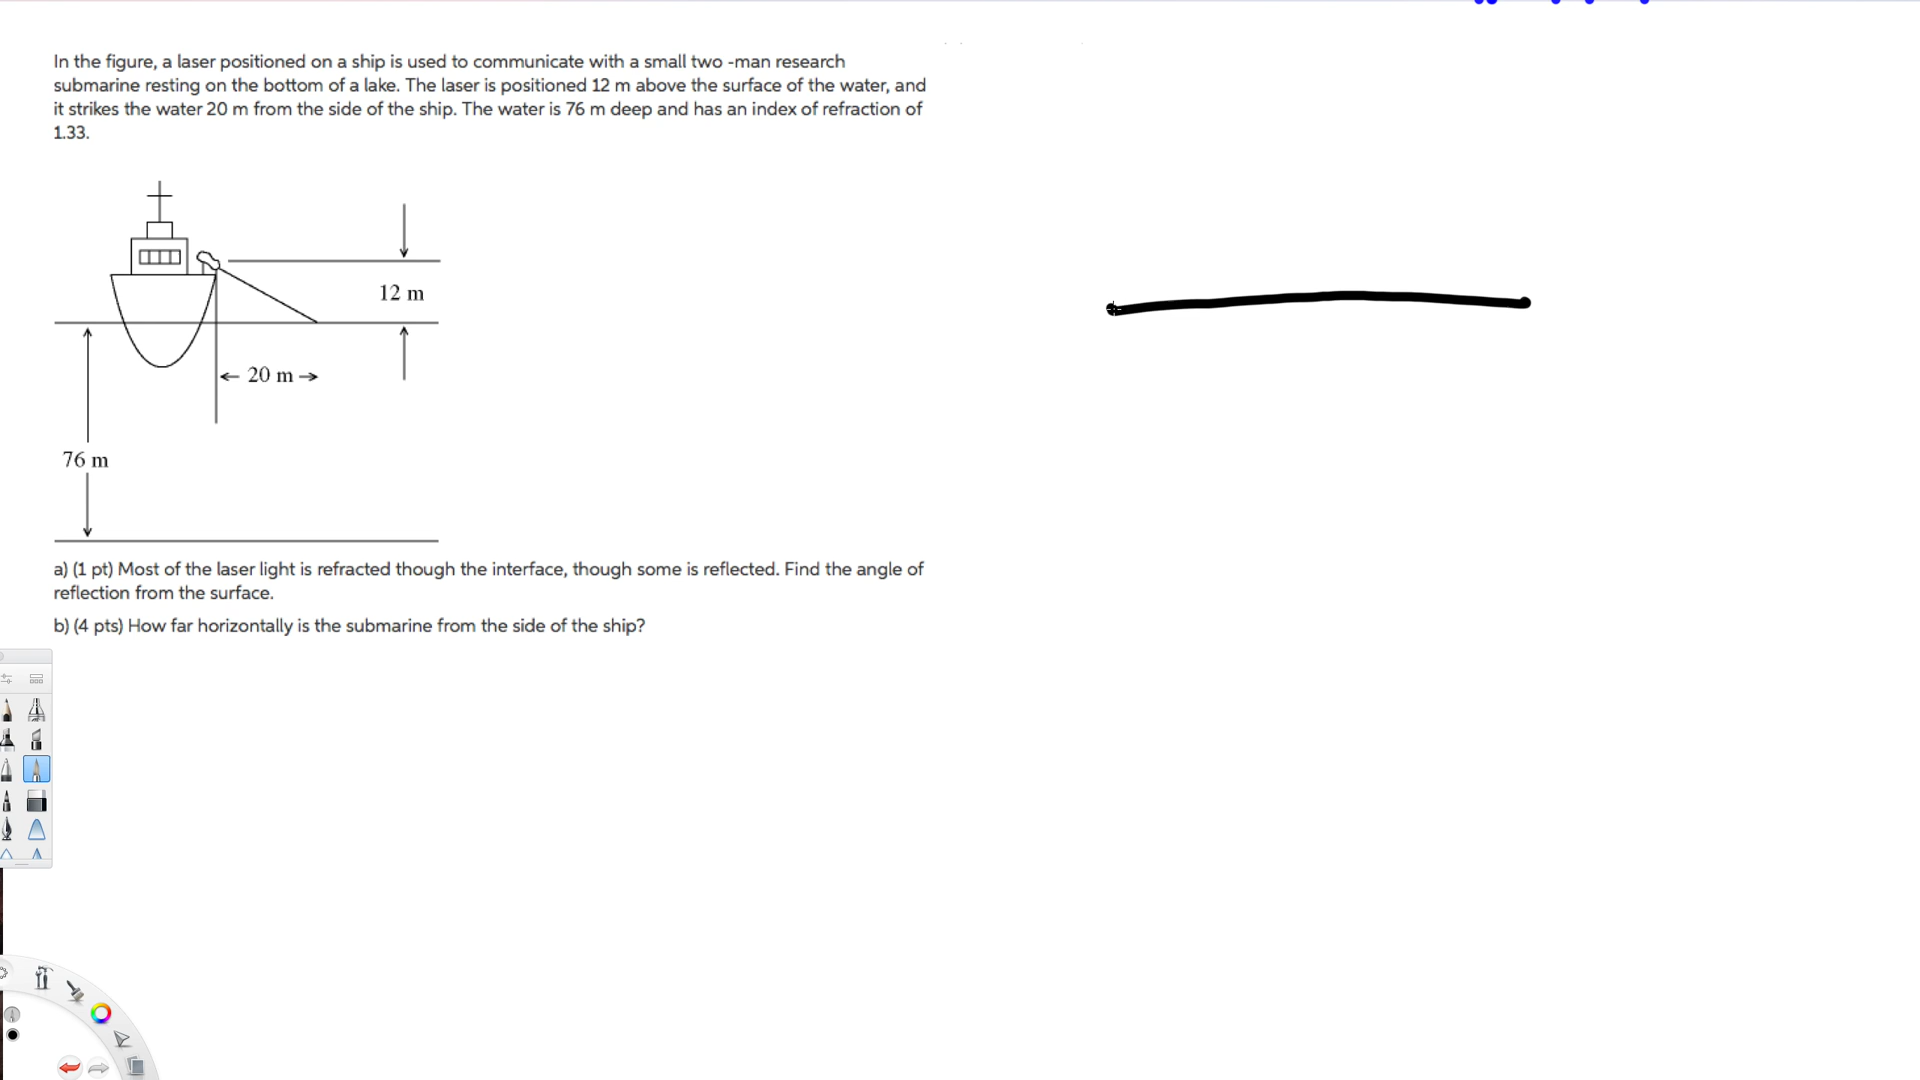 In the figure, a laser positioned on a ship is used to communicate with a small two -man research
submarine resting on the bottom of a lake. The laser is positioned 12 m above the surface of the water, and
it strikes the water 20 m from the side of the ship. The water is 76 m deep and has an index of refraction of
1.33.
12 m
20 m
76 m
a) (1 pt) Most of the laser light is refracted though the interface, though some is reflected. Find the angle of
reflection from the surface.
b) (4 pts) How far horizontally is the submarine from the side of the ship?